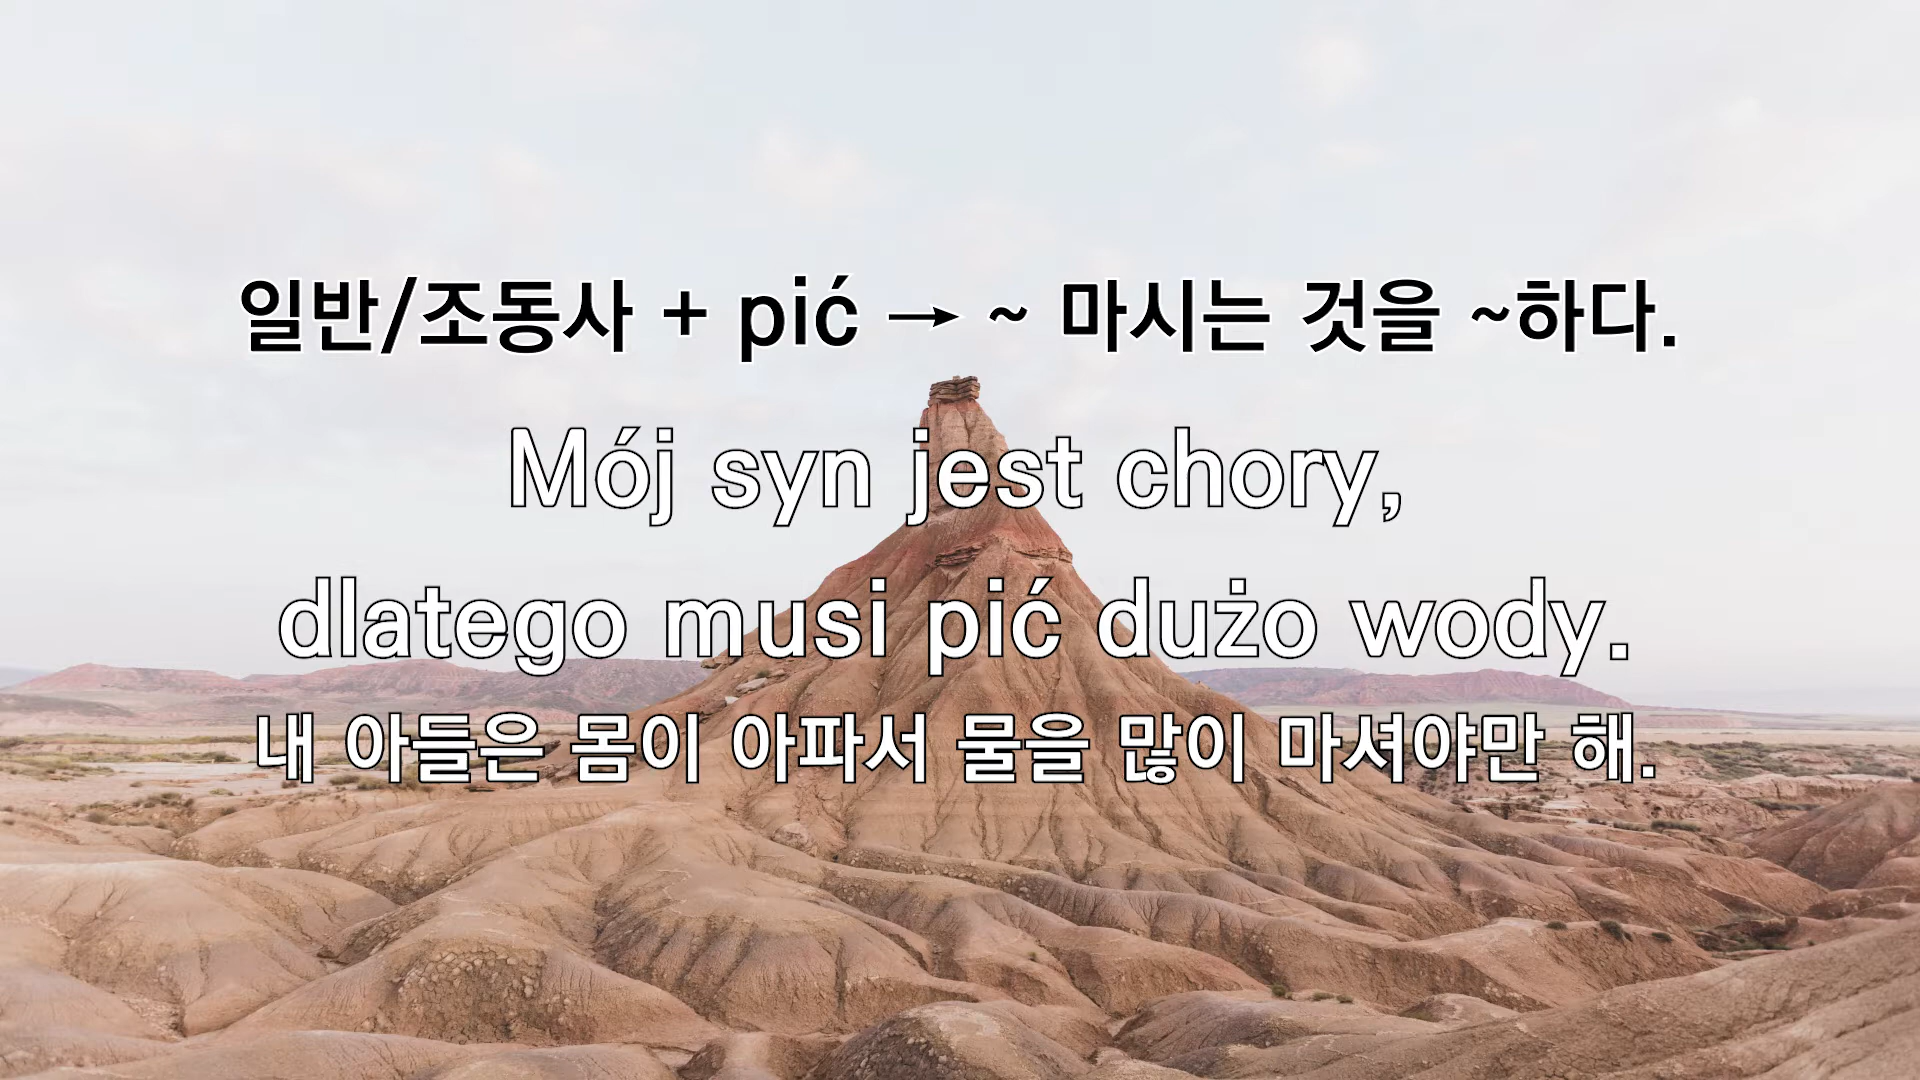 일반/조동사 + pić → ~ 마시는 것을 ~하다.
Mój syn jest chory,
dlatego musi pić dużo wody.
내 아들은 몸이 아파서 물을 많이 마셔야만 해.